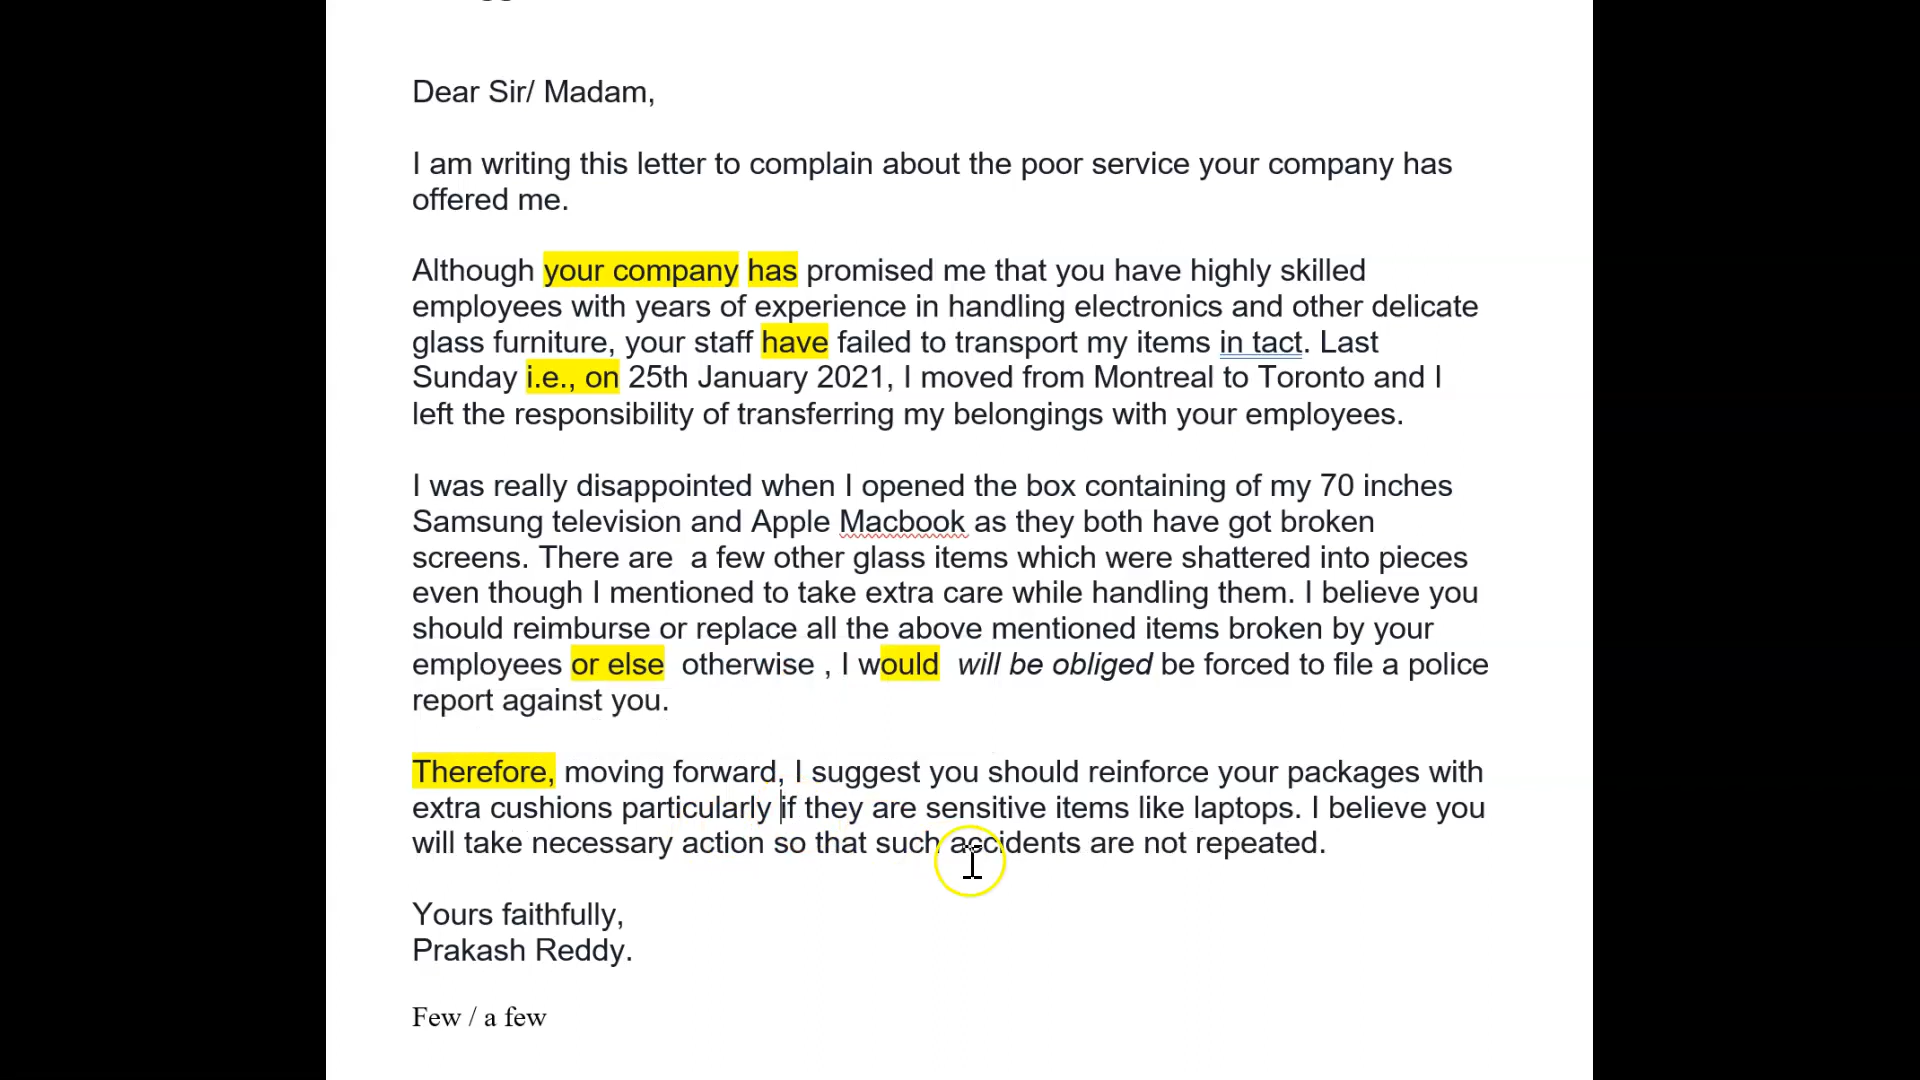 Dear Sir/ Madam,
I am writing this letter to complain about the poor service your company has
offered me.
Although your company has promised me that you have highly skilled
employees with years of experience in handling electronics and other delicate
glass furniture, your staff have failed to transport my items in tact. Last
Sunday i.e., on 25th January 2021, I moved from Montreal to Toronto and I
left the responsibility of transferring my belongings with your employees.
I was really disappointed when I opened the box containing of my 70 inches
Samsung television and Apple Macbook as they both have got broken
screens. There are  a few other glass items which were shattered into pieces
even though I mentioned to take extra care while handling them. I believe you
should reimburse or replace all the above mentioned items broken by your
employees or else  otherwise , I would  will be obliged be forced to file a police
report against you.
Therefore, moving forward, I suggest you should reinforce your packages with
extra cushions particularly if they are sensitive items like laptops. I believe you
will take necessary action so that such accidents are not repeated.
Yours faithfully,
Prakash Reddy.
Few / a few